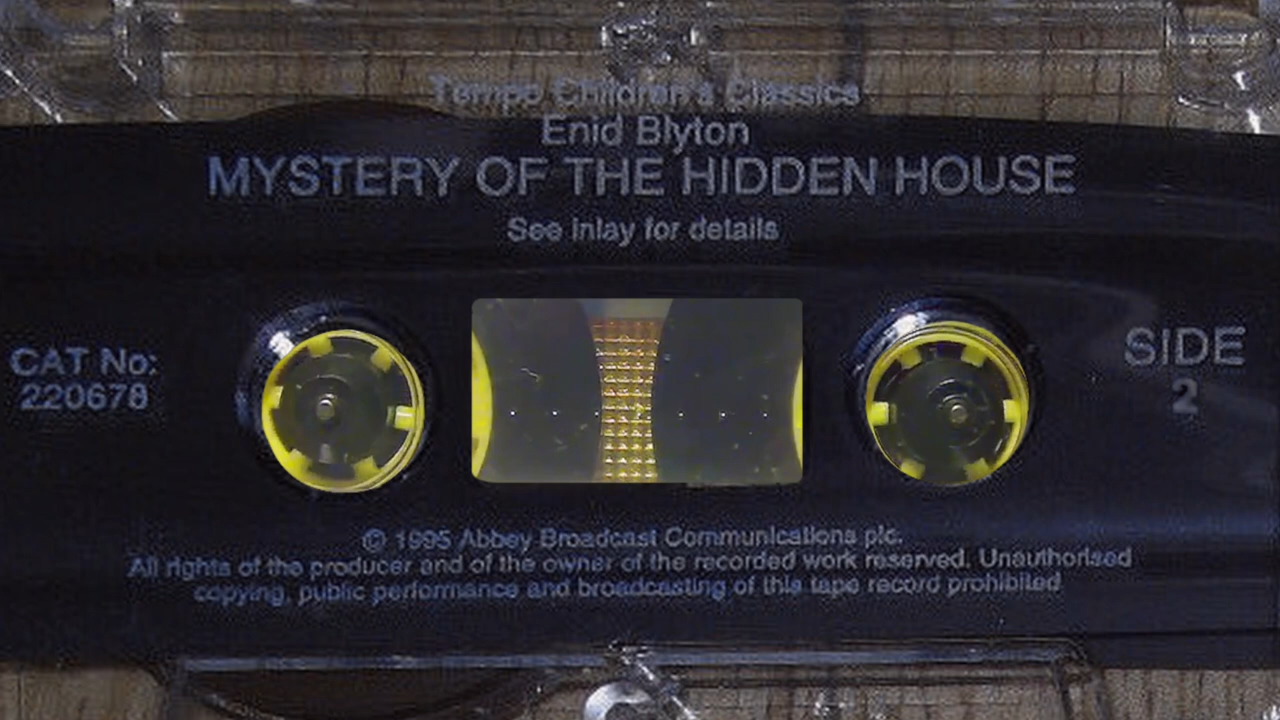 Tempo Children's Classics
Enid Blyton
MYSTERY OF THE HIDDEN HOUSE
See inlay for details
CAT No:
220678
SIDE
2
© 1995 Abbey Broadcast Communications plc.
All rights of the producer and of the owner of the recorded work reserved. Unauthorised
copying, public performance and broadcasting of this tape record prohibited